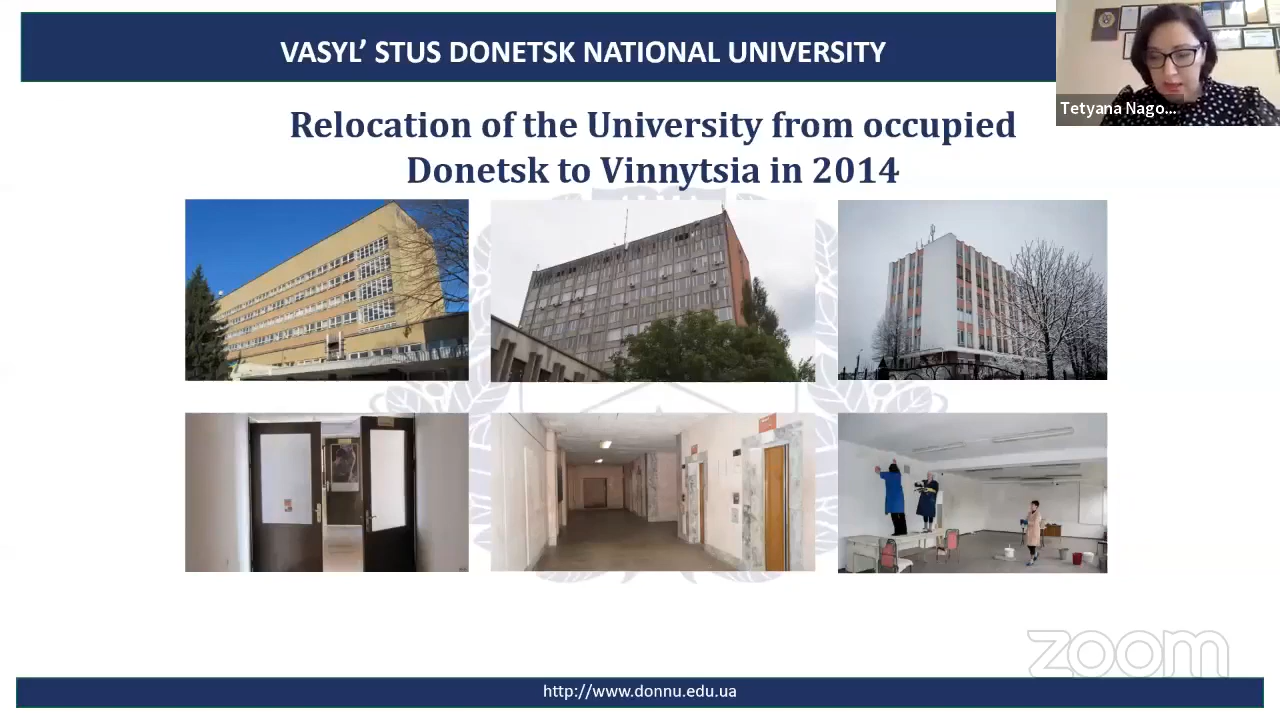 VASYL’ STUS DONETSK NATIONAL UNIVERSITY
Tetyana Nago...
Relocation of the University from occupied
Donetsk to Vinnytsia in 2014
zoom
http://www.donnu.edu.ua